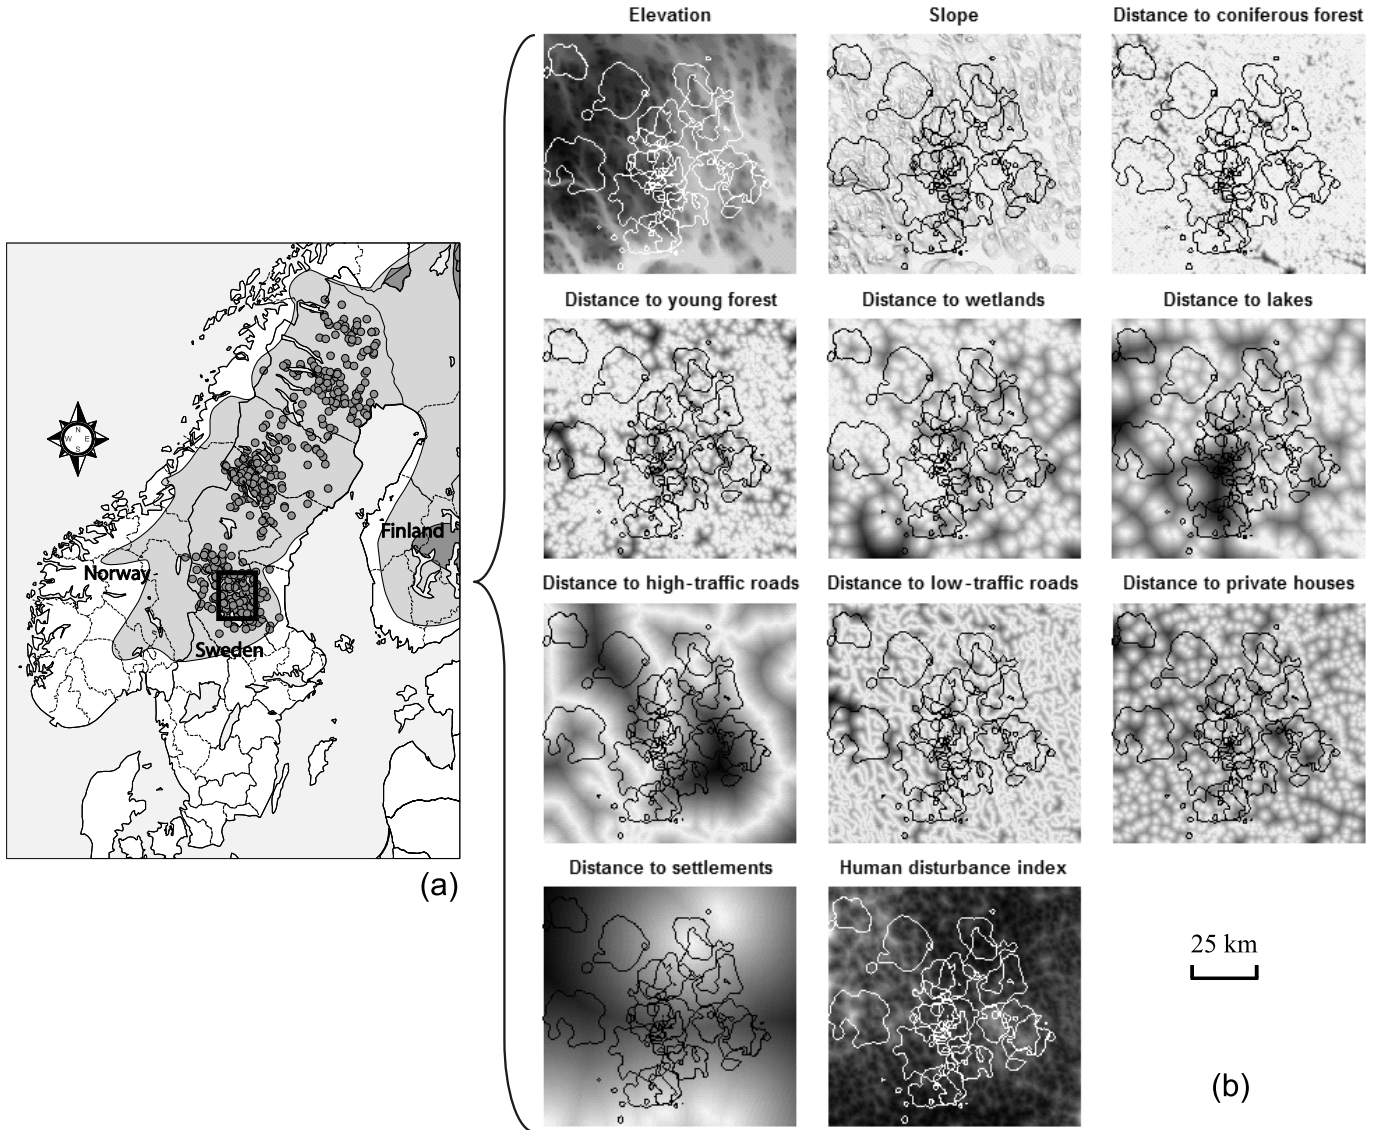 Elevation
Slope
Distance to coniferous forest
Distance to young forest
Distance to wetlands
Distance to lakes
N
W E
S
Finland
Norway
Sweden
Distance to high-traffic roads
Distance to low-traffic roads
Distance to private houses
Distance to settlements
Human disturbance index
(a)
25 km
(b)